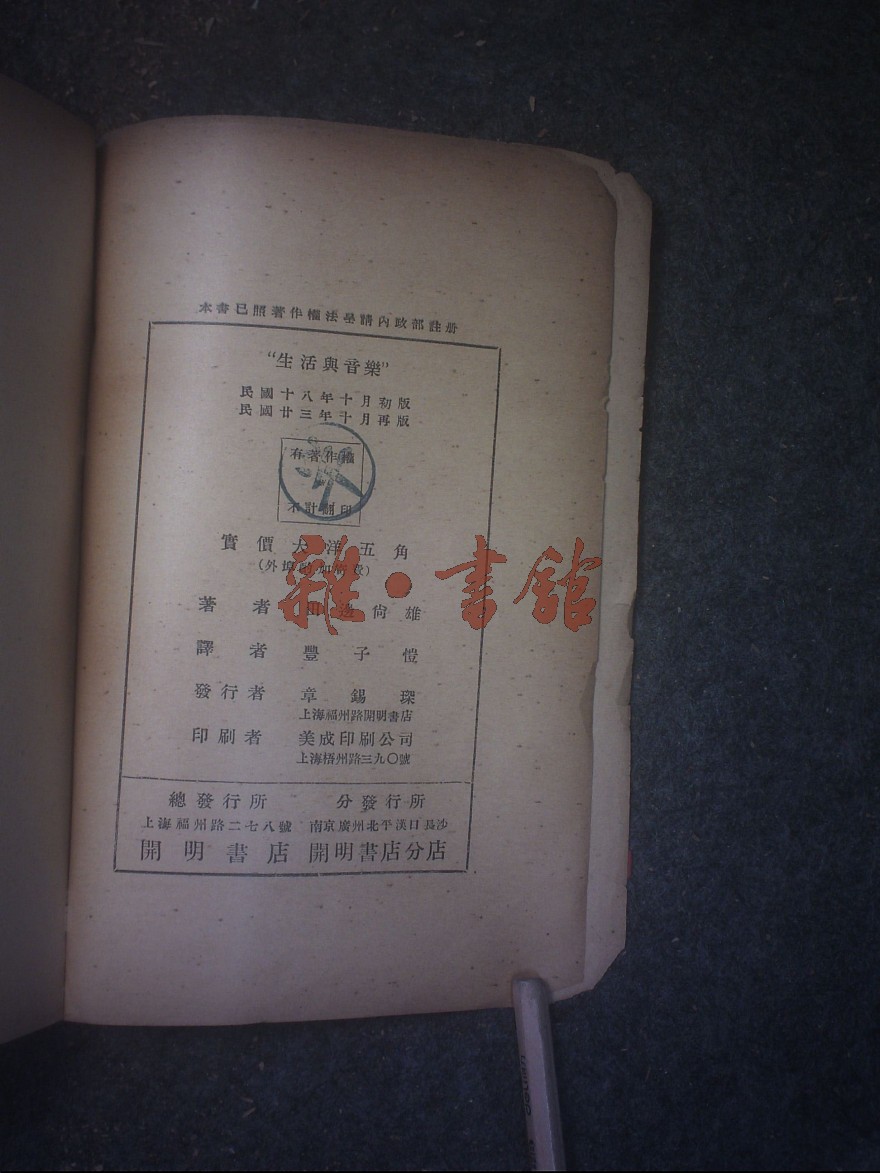 本書已照著作權法呈請內政部註册
“生活與音樂”
民國十八年十月初版
民國廿三年十月再版
有著作權
不許翻印
實價大洋五角
(外埠酌加寄費)
著者 田邊尙雄
譯者 豐子愷
發行者 章錫琛
上海福州路開明書店
印刷者 美成印刷公司
上海梧州路三九〇號
總發行所
上海福州路二七八號
開明書店
分發行所
南京廣州北平漢口長沙
開明書店分店
雜·書館